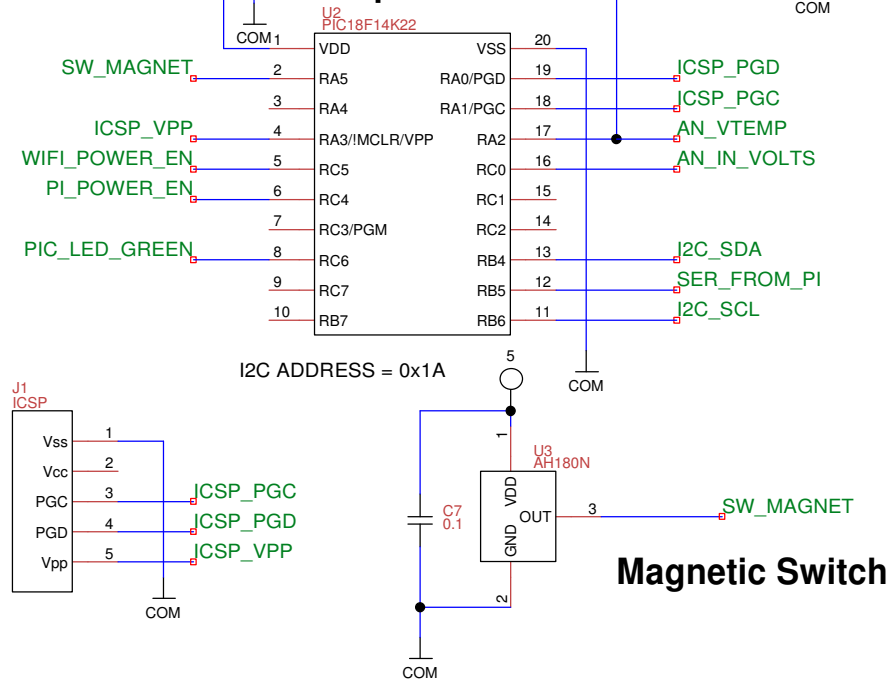 COM
COM
U2
PIC18F14K22
1 VDD VSS 20
SW_MAGNET 2 RA5 RA0/PGD 19 ICSP_PGD
3 RA4 RA1/PGC 18 ICSP_PGC
ICSP_VPP 4 RA3/!MCLR/VPP RA2 17 AN_VTEMP
WIFI_POWER_EN 5 RC5 RC0 16 AN_IN_VOLTS
PI_POWER_EN 6 RC4 RC1 15
7 RC3/PGM RC2 14
PIC_LED_GREEN 8 RC6 RB4 13 I2C_SDA
9 RC7 RB5 12 SER_FROM_PI
10 RB7 RB6 11 I2C_SCL
I2C ADDRESS = 0x1A
5
COM
J1
ICSP
Vss 1
Vcc 2
PGC 3 ICSP_PGC
PGD 4 ICSP_PGD
Vpp 5 ICSP_VPP
COM
1
U3
AH180N
VDD
C7
0.1
OUT 3 SW_MAGNET
GND
Magnetic Switch
2
COM